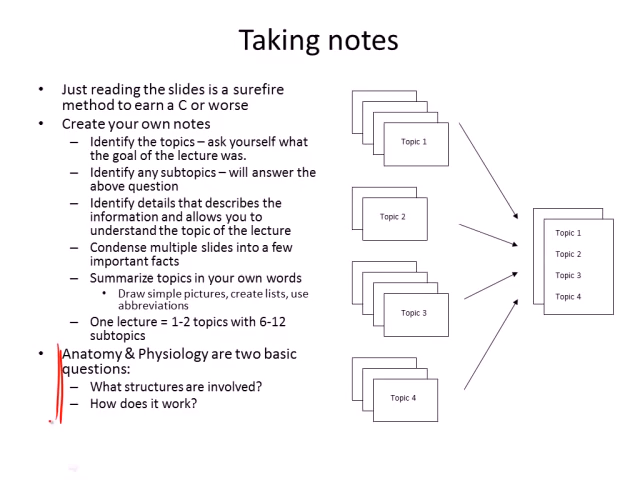 Taking notes
• Just reading the slides is a surefire
method to earn a C or worse
• Create your own notes
– Identify the topics – ask yourself what
the goal of the lecture was.
– Identify any subtopics – will answer the
above question
– Identify details that describes the
information and allows you to
understand the topic of the lecture
– Condense multiple slides into a few
important facts
– Summarize topics in your own words
• Draw simple pictures, create lists, use
abbreviations
– One lecture = 1-2 topics with 6-12
subtopics
• Anatomy & Physiology are two basic
questions:
– What structures are involved?
– How does it work?
Topic 1
Topic 2
Topic 3
Topic 4
Topic 1
Topic 2
Topic 3
Topic 4